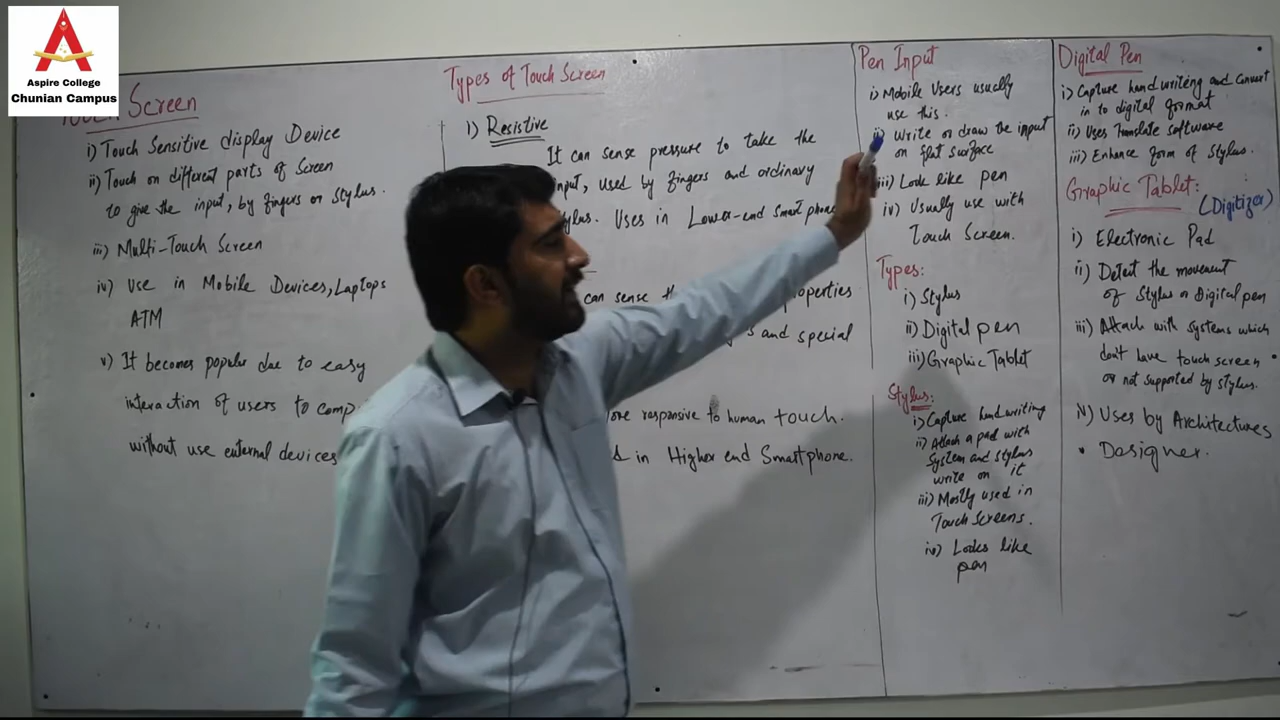 Aspire College
Chunian Campus
Touch Screen
i) Touch Sensitive display Device
ii) Touch on different parts of Screen
to give the input, by fingers or Stylus.
iii) Multi-Touch Screen
iv) Use in Mobile Devices, Laptops
ATM
v) It becomes popular due to easy
interaction of users to comp
without use external devices
Types of Touch Screen
i) Resistive
It can sense pressure to take the
input, used by fingers and ordinary
stylus. Uses in Lower-end Smartphone
can sense
properties
and special
responsive to human touch.
in Higher end Smartphone.
Pen Input
i) Mobile Users usually
use this.
ii) Write or draw the input
on flat surface
iii) Look like pen
iv) Usually use with
Touch Screen.
Types:
i) Stylus
ii) Digital pen
iii) Graphic Tablet
Stylus:
i) Capture handwriting
ii) Attach a pad with
System and Stylus
write on it
iii) Mostly used in
Touch Screens.
iv) Looks like
pen
Digital Pen
i) Capture handwriting and Convert
in to digital format
ii) Uses Translate software
iii) Enhance form of Stylus.
Graphic Tablet:
(Digitizer)
i) Electronic Pad
ii) Detect the movement
of Stylus or Digital pen
iii) Attach with systems which
don't have touch screen
or not supported by stylus.
iv) Uses by Architectures
• Designer.